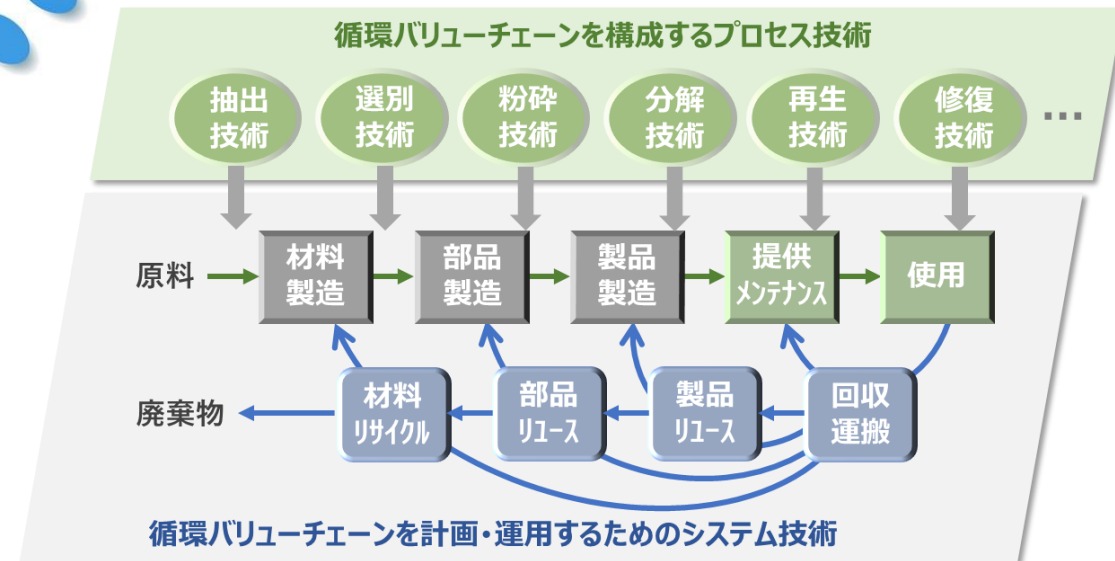 循環バリューチェーンを構成するプロセス技術
抽出
技術
選別
技術
粉砕
技術
分解
技術
再生
技術
修復
技術
…
原料
材料
製造
部品
製造
製品
製造
提供
メンテナンス
使用
廃棄物
材料
リサイクル
部品
リユース
製品
リユース
回収
運搬
循環バリューチェーンを計画・運用するためのシステム技術